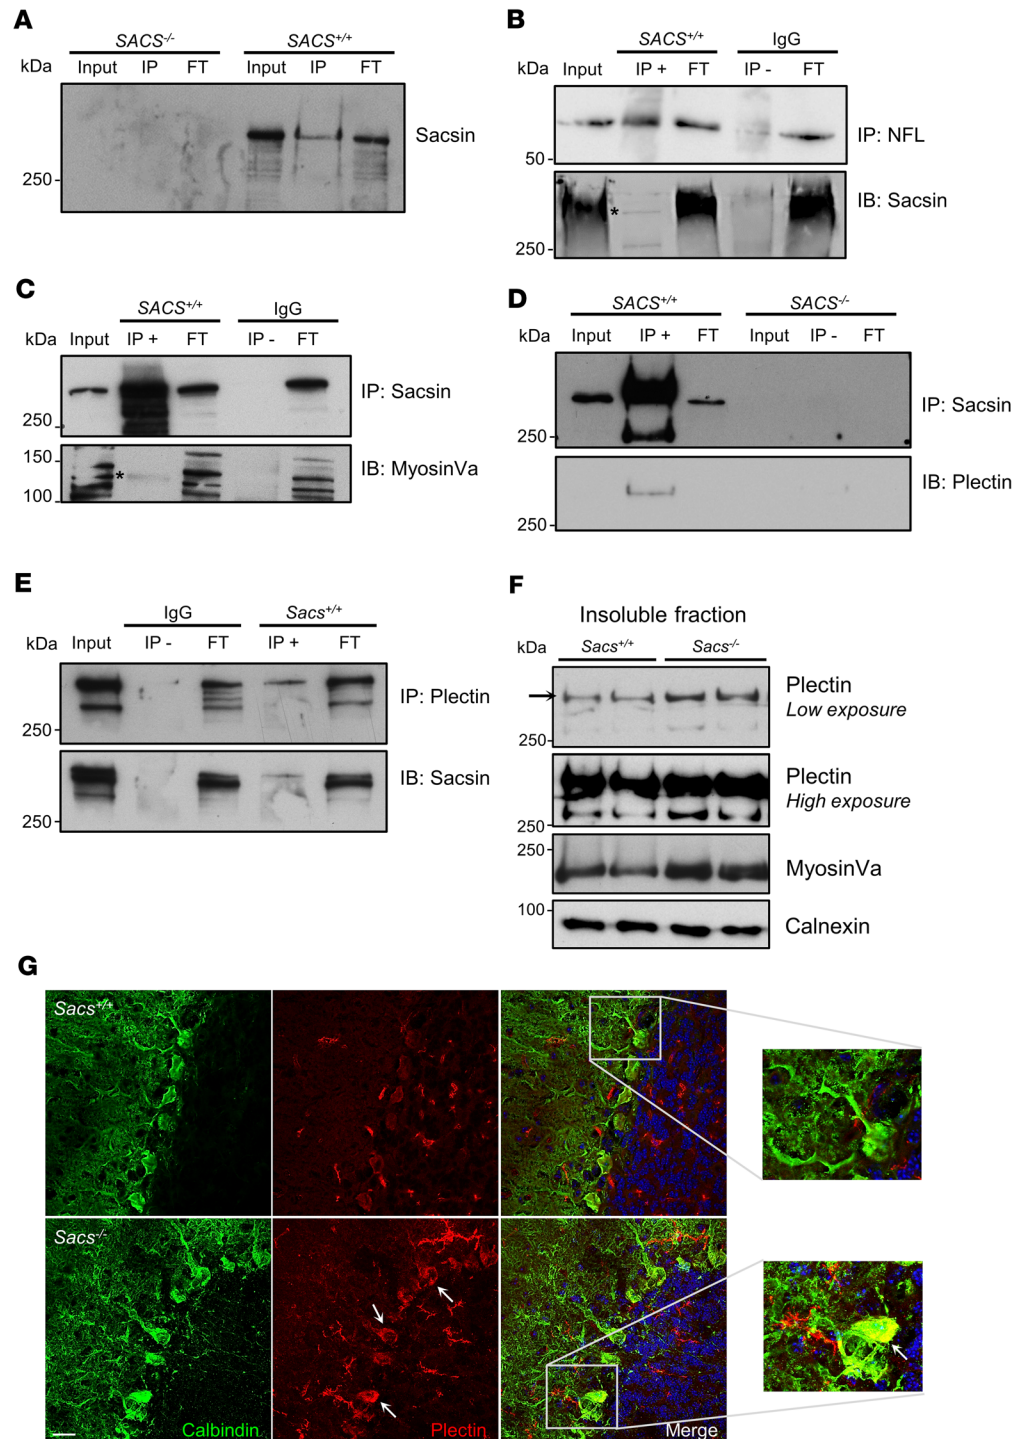 A
SACS-/-
SACS+/+
kDa
Input
IP
FT
Input
IP
FT
Sacsin
250
B
SACS+/+
IgG
kDa
Input
IP +
FT
IP -
FT
IP: NFL
50
*
IB: Sacsin
250
C
SACS+/+
IgG
kDa
Input
IP +
FT
IP -
FT
IP: Sacsin
250
150
*
IB: MyosinVa
100
D
SACS+/+
SACS-/-
kDa
Input
IP +
FT
Input
IP -
FT
IP: Sacsin
250
IB: Plectin
250
E
IgG
Sacs+/+
kDa
Input
IP -
FT
IP +
FT
IP: Plectin
250
IB: Sacsin
250
F
Insoluble fraction
kDa
Sacs+/+
Sacs-/-
Plectin
Low exposure
250
Plectin
High exposure
250
250
MyosinVa
100
Calnexin
G
Sacs+/+
Sacs-/-
Calbindin
Plectin
Merge